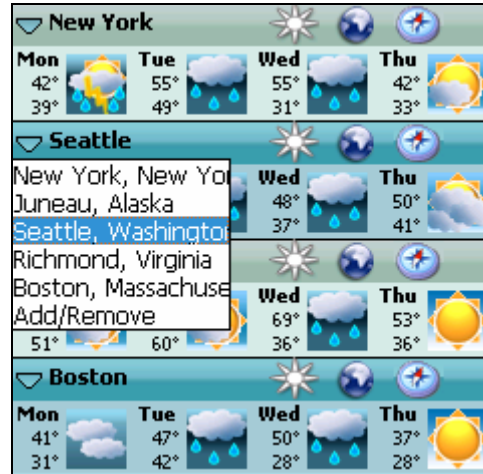 New York
Mon Tue Wed Thu
42° 55° 55° 42°
39° 49° 31° 33°
Seattle
New York, New Yor
Juneau, Alaska
Seattle, Washington
Richmond, Virginia
Boston, Massachuse
Add/Remove
Wed Thu
48° 50°
37° 41°
Wed Thu
69° 53°
51° 60° 36° 36°
Boston
Mon Tue Wed Thu
41° 47° 50° 37°
31° 42° 28° 28°